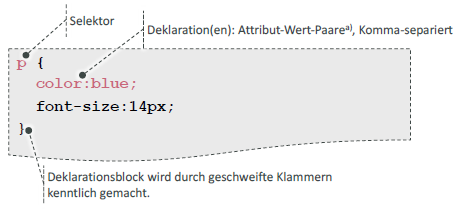 Selektor
Deklaration(en): Attribut-Wert-Paareᵃ⁾, Komma-separiert
p {
color:blue;
font-size:14px;
}
Deklarationsblock wird durch geschweifte Klammern
kenntlich gemacht.